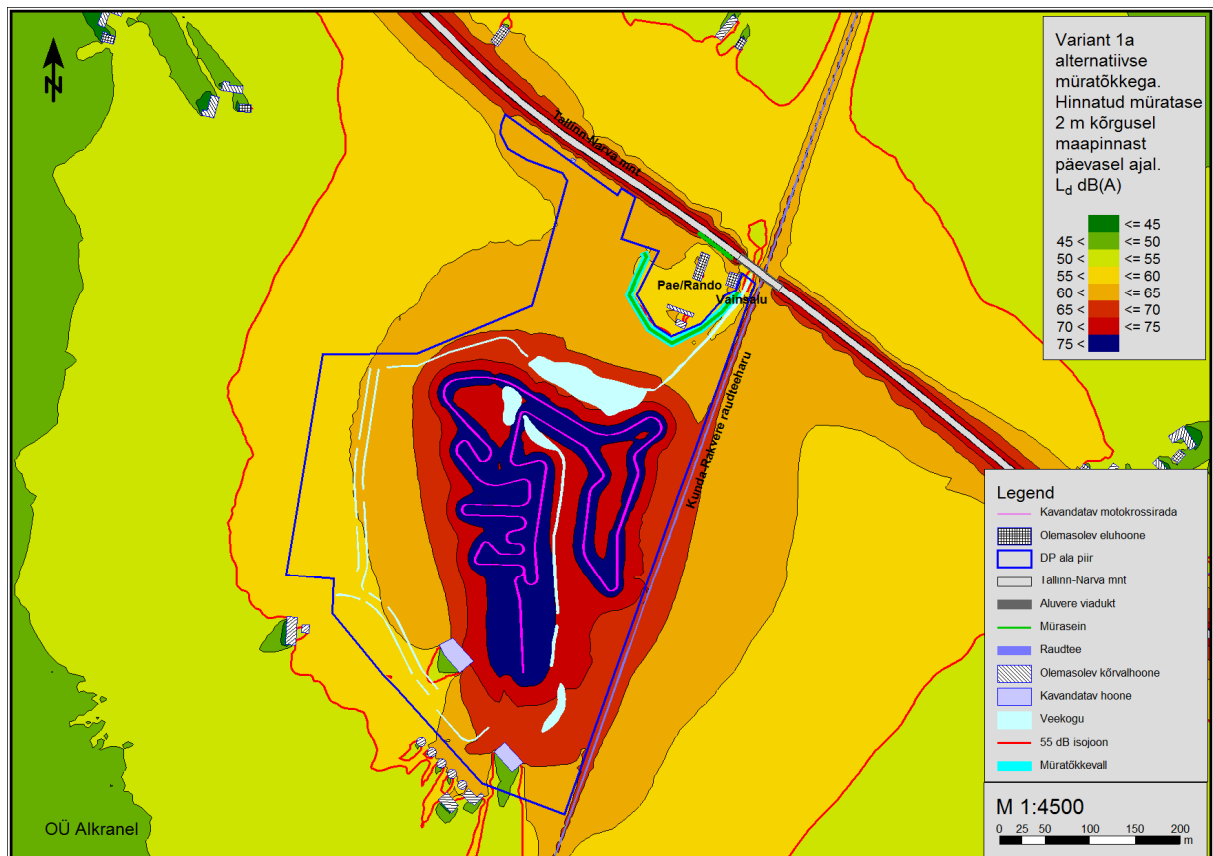 N
Variant 1a
alternatiivse
müratõkkega.
Hinnatud müratase
2 m kõrgusel
maapinnast
päevasel ajal.
L_d dB(A)
<= 45
45 < <= 50
50 < <= 55
55 < <= 60
60 < <= 65
65 < <= 70
70 < <= 75
75 <
Tallinn-Narva mnt
Pae/Rando
Vainsalu
Kunda-Rakvere raudteeharu
Legend
Kavandatav motokrossirada
Olemasolev eluhoone
DP ala piir
Tallinn-Narva mnt
Aluvere viadukt
Mürasein
Raudtee
Olemasolev kõrvalhoone
Kavandatav hoone
Veekogu
55 dB isojoon
Müratõkkevall
M 1:4500
0 25 50 100 150 200
m
OÜ Alkranel